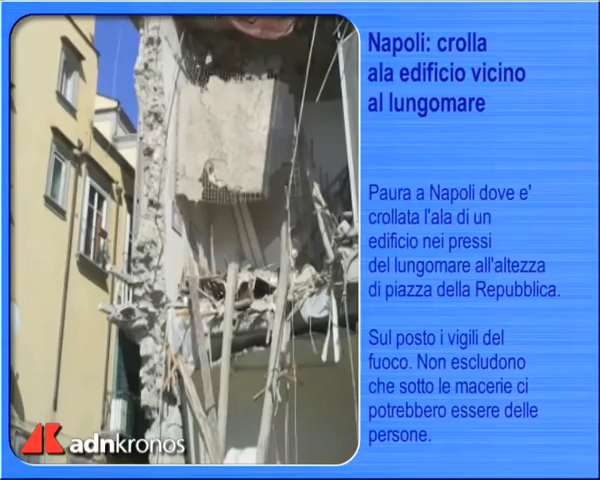 Napoli: crolla
ala edificio vicino
al lungomare
Paura a Napoli dove e'
crollata l'ala di un
edificio nei pressi
del lungomare all'altezza
di piazza della Repubblica.
Sul posto i vigili del
fuoco. Non escludono
che sotto le macerie ci
potrebbero essere delle
persone.
adnkronos